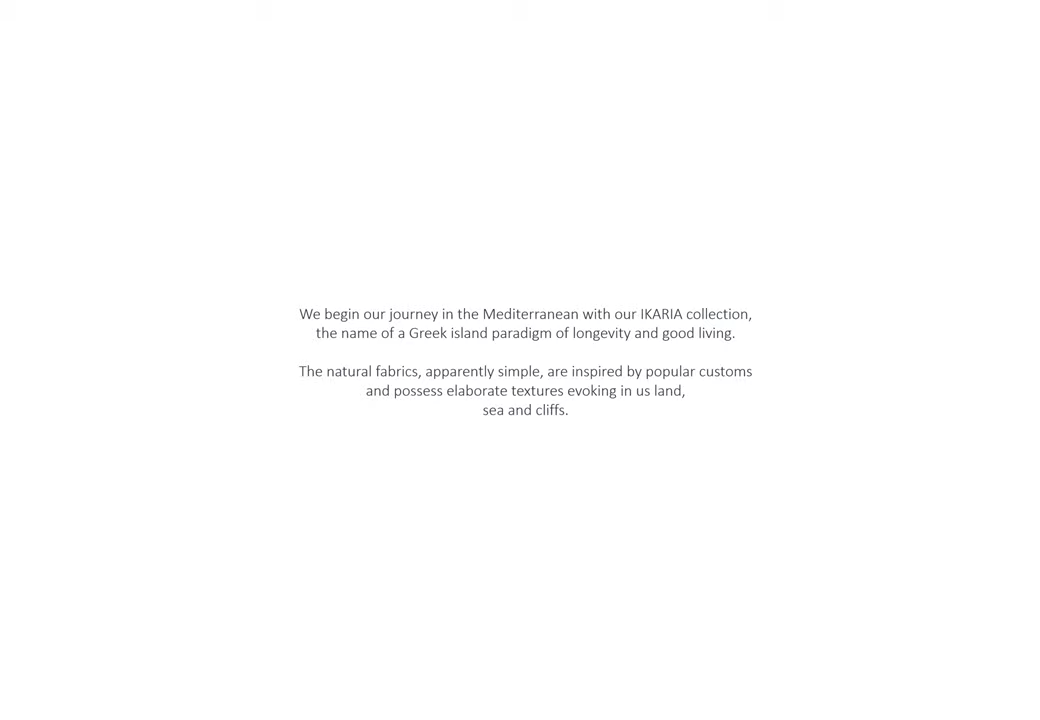 We begin our journey in the Mediterranean with our IKARIA collection,
the name of a Greek island paradigm of longevity and good living.
The natural fabrics, apparently simple, are inspired by popular customs
and possess elaborate textures evoking in us land,
sea and cliffs.